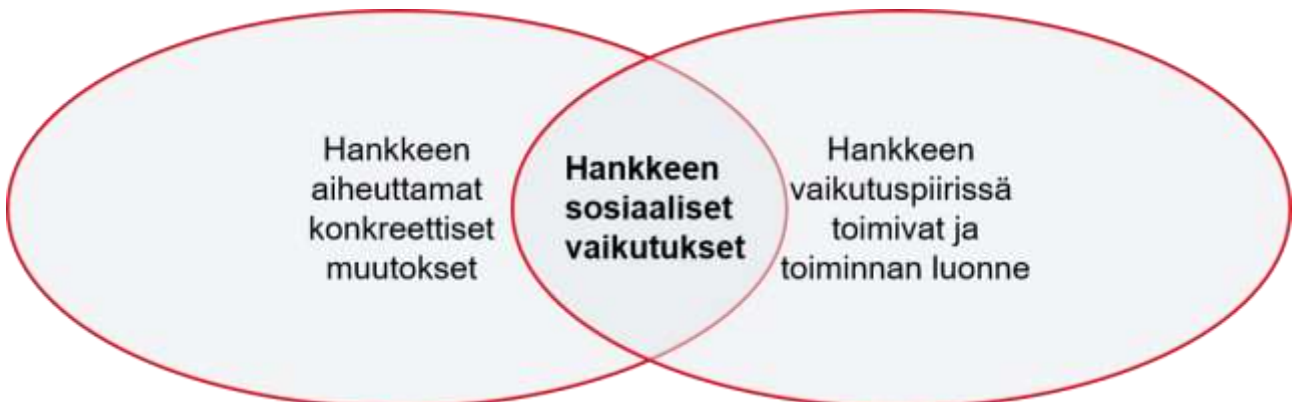 Hankkeen
aiheuttamat
konkreettiset
muutokset
Hankkeen
sosiaaliset
vaikutukset
Hankkeen
vaikutuspiirissä
toimivat ja
toiminnan luonne